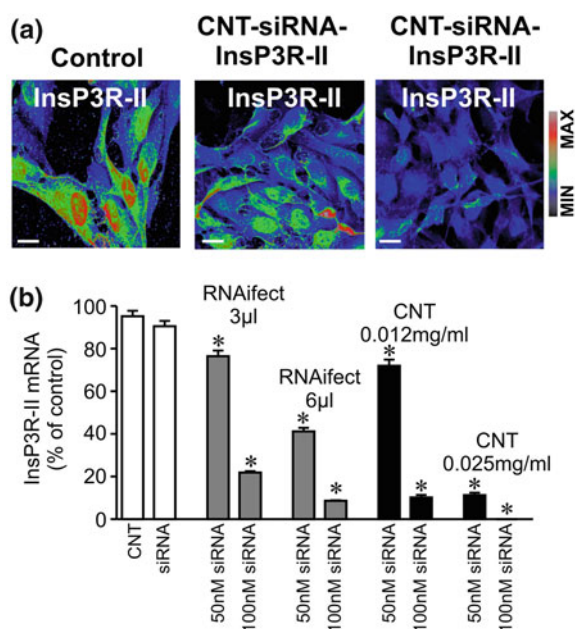 (a)
Control
CNT-siRNA-
InsP3R-II
CNT-siRNA-
InsP3R-II
InsP3R-II
InsP3R-II
InsP3R-II
MAX
MIN
(b)
InsP3R-II mRNA
(% of control)
100
80
60
40
20
0
RNAifect
3µl
RNAifect
6µl
CNT
0.012mg/ml
CNT
0.025mg/ml
*
*
*
*
*
*
*
*
CNT
siRNA
50nM siRNA
100nM siRNA
50nM siRNA
100nM siRNA
50nM siRNA
100nM siRNA
50nM siRNA
100nM siRNA